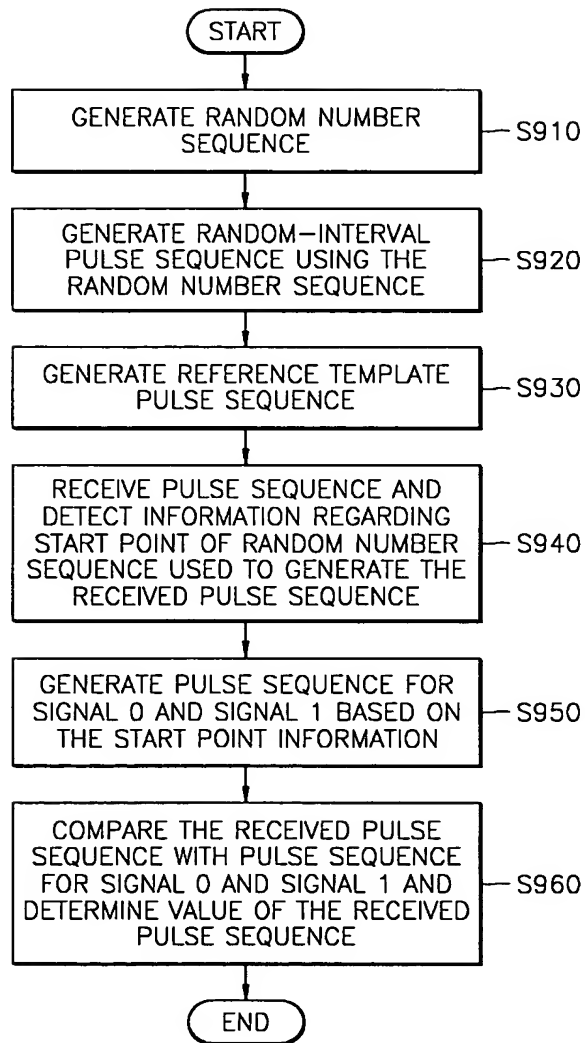 START
GENERATE RANDOM NUMBER
SEQUENCE
S910
GENERATE RANDOM-INTERVAL
PULSE SEQUENCE USING THE
RANDOM NUMBER SEQUENCE
S920
GENERATE REFERENCE TEMPLATE
PULSE SEQUENCE
S930
RECEIVE PULSE SEQUENCE AND
DETECT INFORMATION REGARDING
START POINT OF RANDOM NUMBER
SEQUENCE USED TO GENERATE THE
RECEIVED PULSE SEQUENCE
S940
GENERATE PULSE SEQUENCE FOR
SIGNAL 0 AND SIGNAL 1 BASED ON
THE START POINT INFORMATION
S950
COMPARE THE RECEIVED PULSE
SEQUENCE WITH PULSE SEQUENCE
FOR SIGNAL 0 AND SIGNAL 1 AND
DETERMINE VALUE OF THE RECEIVED
PULSE SEQUENCE
S960
END